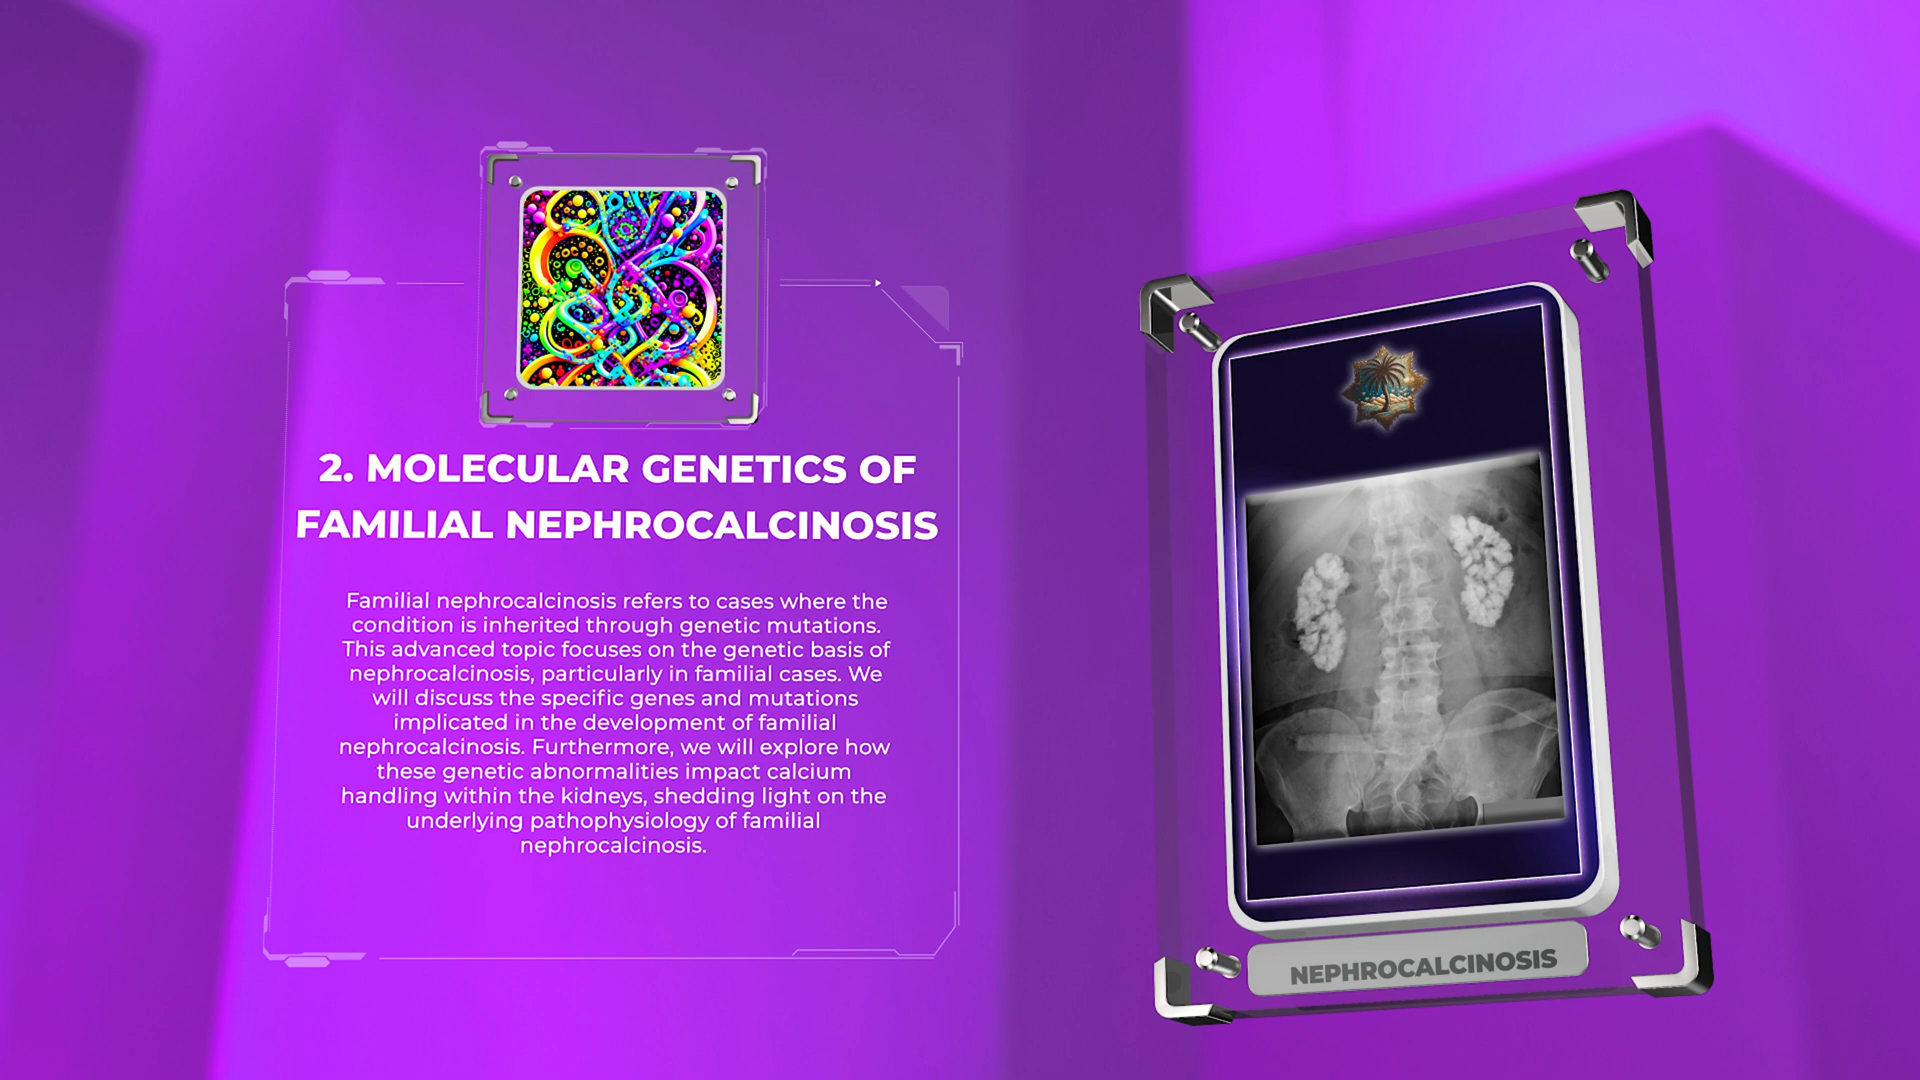 2. MOLECULAR GENETICS OF
FAMILIAL NEPHROCALCINOSIS
Familial nephrocalcinosis refers to cases where the
condition is inherited through genetic mutations.
This advanced topic focuses on the genetic basis of
nephrocalcinosis, particularly in familial cases. We
will discuss the specific genes and mutations
implicated in the development of familial
nephrocalcinosis. Furthermore, we will explore how
these genetic abnormalities impact calcium
handling within the kidneys, shedding light on the
underlying pathophysiology of familial
nephrocalcinosis.
NEPHROCALCINOSIS